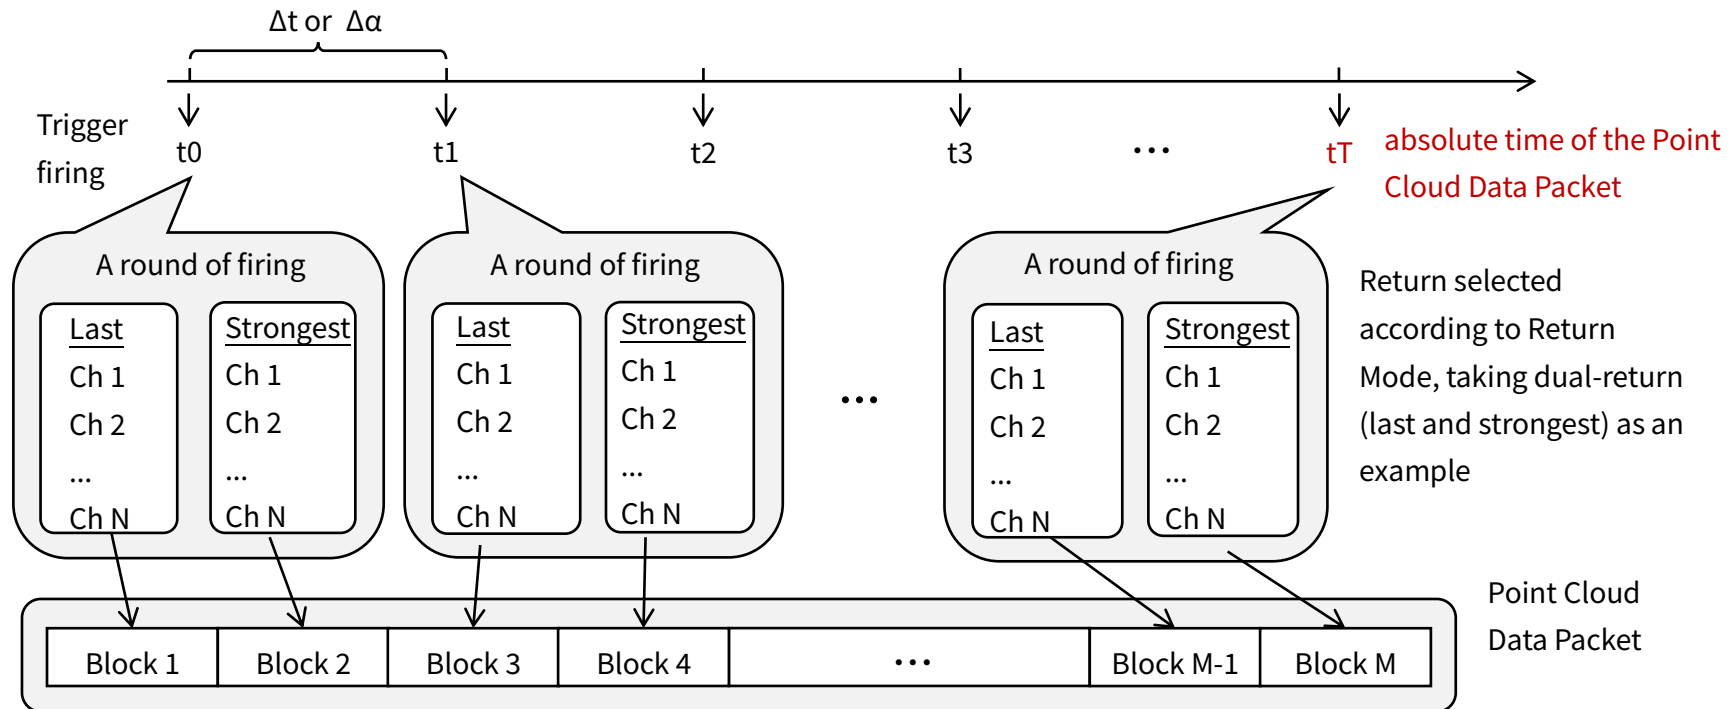 Δt or Δα
Trigger
firing
t0
t1
t2
t3
...
tT
absolute time of the Point
Cloud Data Packet
A round of firing
Last
Ch 1
Ch 2
...
Ch N
Strongest
Ch 1
Ch 2
...
Ch N
A round of firing
Last
Ch 1
Ch 2
...
Ch N
Strongest
Ch 1
Ch 2
...
Ch N
...
A round of firing
Last
Ch 1
Ch 2
...
Ch N
Strongest
Ch 1
Ch 2
...
Ch N
Return selected
according to Return
Mode, taking dual-return
(last and strongest) as an
example
Point Cloud
Data Packet
Block 1
Block 2
Block 3
Block 4
...
Block M-1
Block M